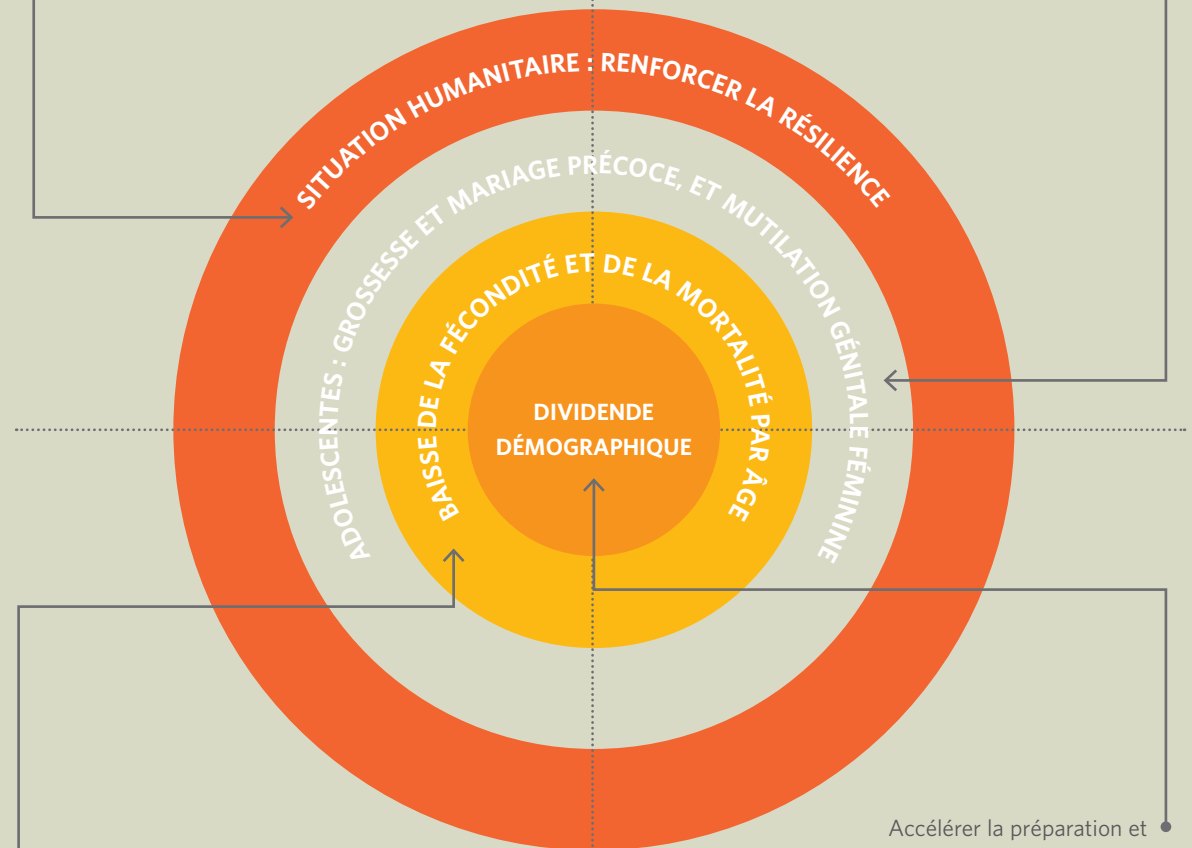 SITUATION HUMANITAIRE : RENFORCER LA RÉSILIENCE
ADOLESCENTES : GROSSESSE ET MARIAGE PRÉCOCE, ET MUTILATION GÉNITALE FÉMININE
BAISSE DE LA FÉCONDITÉ ET DE LA MORTALITÉ PAR ÂGE
DIVIDENDE
DÉMOGRAPHIQUE
Accélérer la préparation et